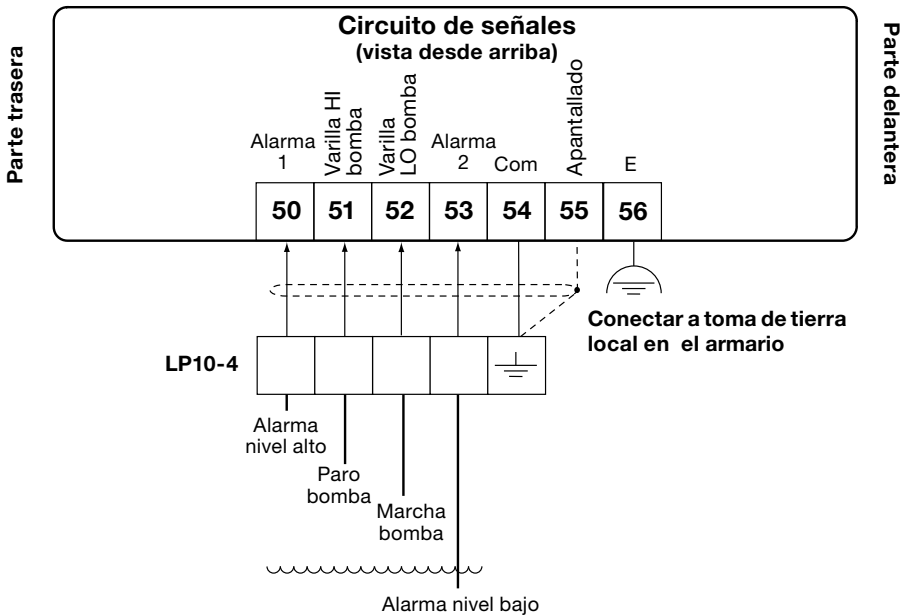 Circuito de señales
(vista desde arriba)
Parte trasera
Parte delantera
Alarma
1
Varilla HI
bomba
Varilla
LO bomba
Alarma
2
Com
Apantallado
E
50 51 52 53 54 55 56
Conectar a toma de tierra
local en el armario
LP10-4
Alarma
nivel alto
Paro
bomba
Marcha
bomba
Alarma nivel bajo